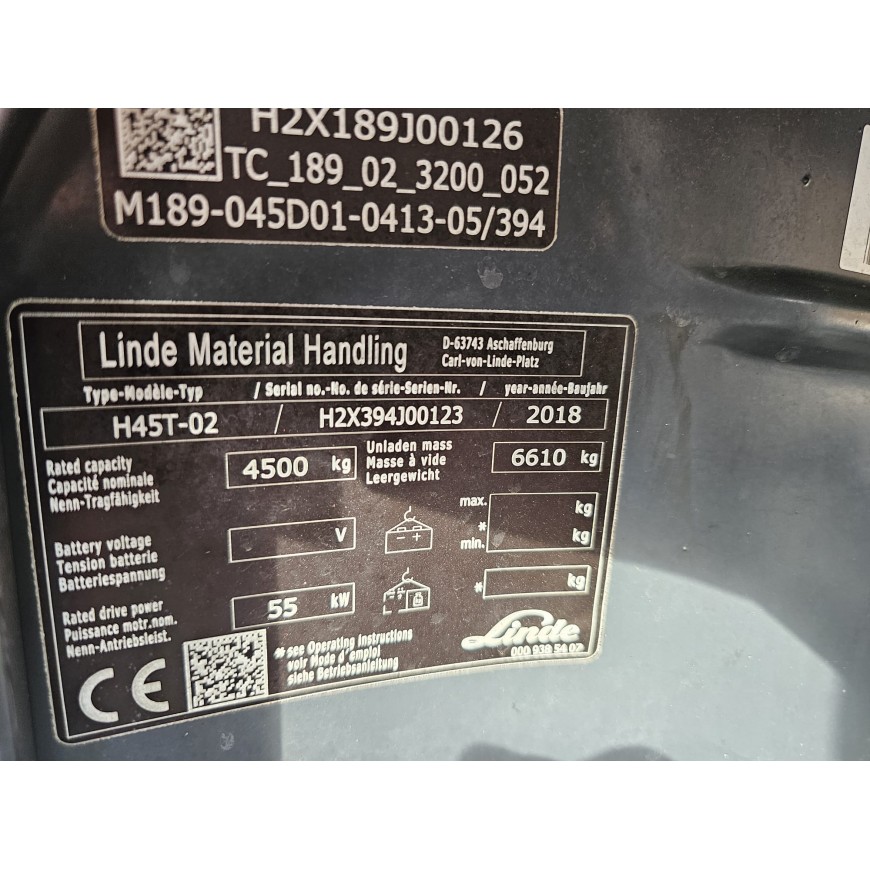 H2X189J00126
TC_189_02_3200_052
M189-045D01-0413-05/394
Linde Material Handling
D-63743 Aschaffenburg
Carl-von-Linde-Platz
Type-Modèle-Typ / Serial no.-No. de série-Serien-Nr. / year-année-Baujahr
H45T-02 / H2X394J00123 / 2018
Rated capacity
Capacité nominale
Nenn-Tragfähigkeit
4500 kg
Unladen mass
Masse à vide
Leergewicht
6610 kg
Battery voltage
Tension batterie
Batteriespannung
V
- +
max. kg
*
min. kg
Rated drive power
Puissance motr.nom.
Nenn-Antriebsleist.
55 kW
* kg
CE
* see Operating Instructions
voir Mode d'emploi
siehe Betriebsanleitung
Linde
000 938 54 07